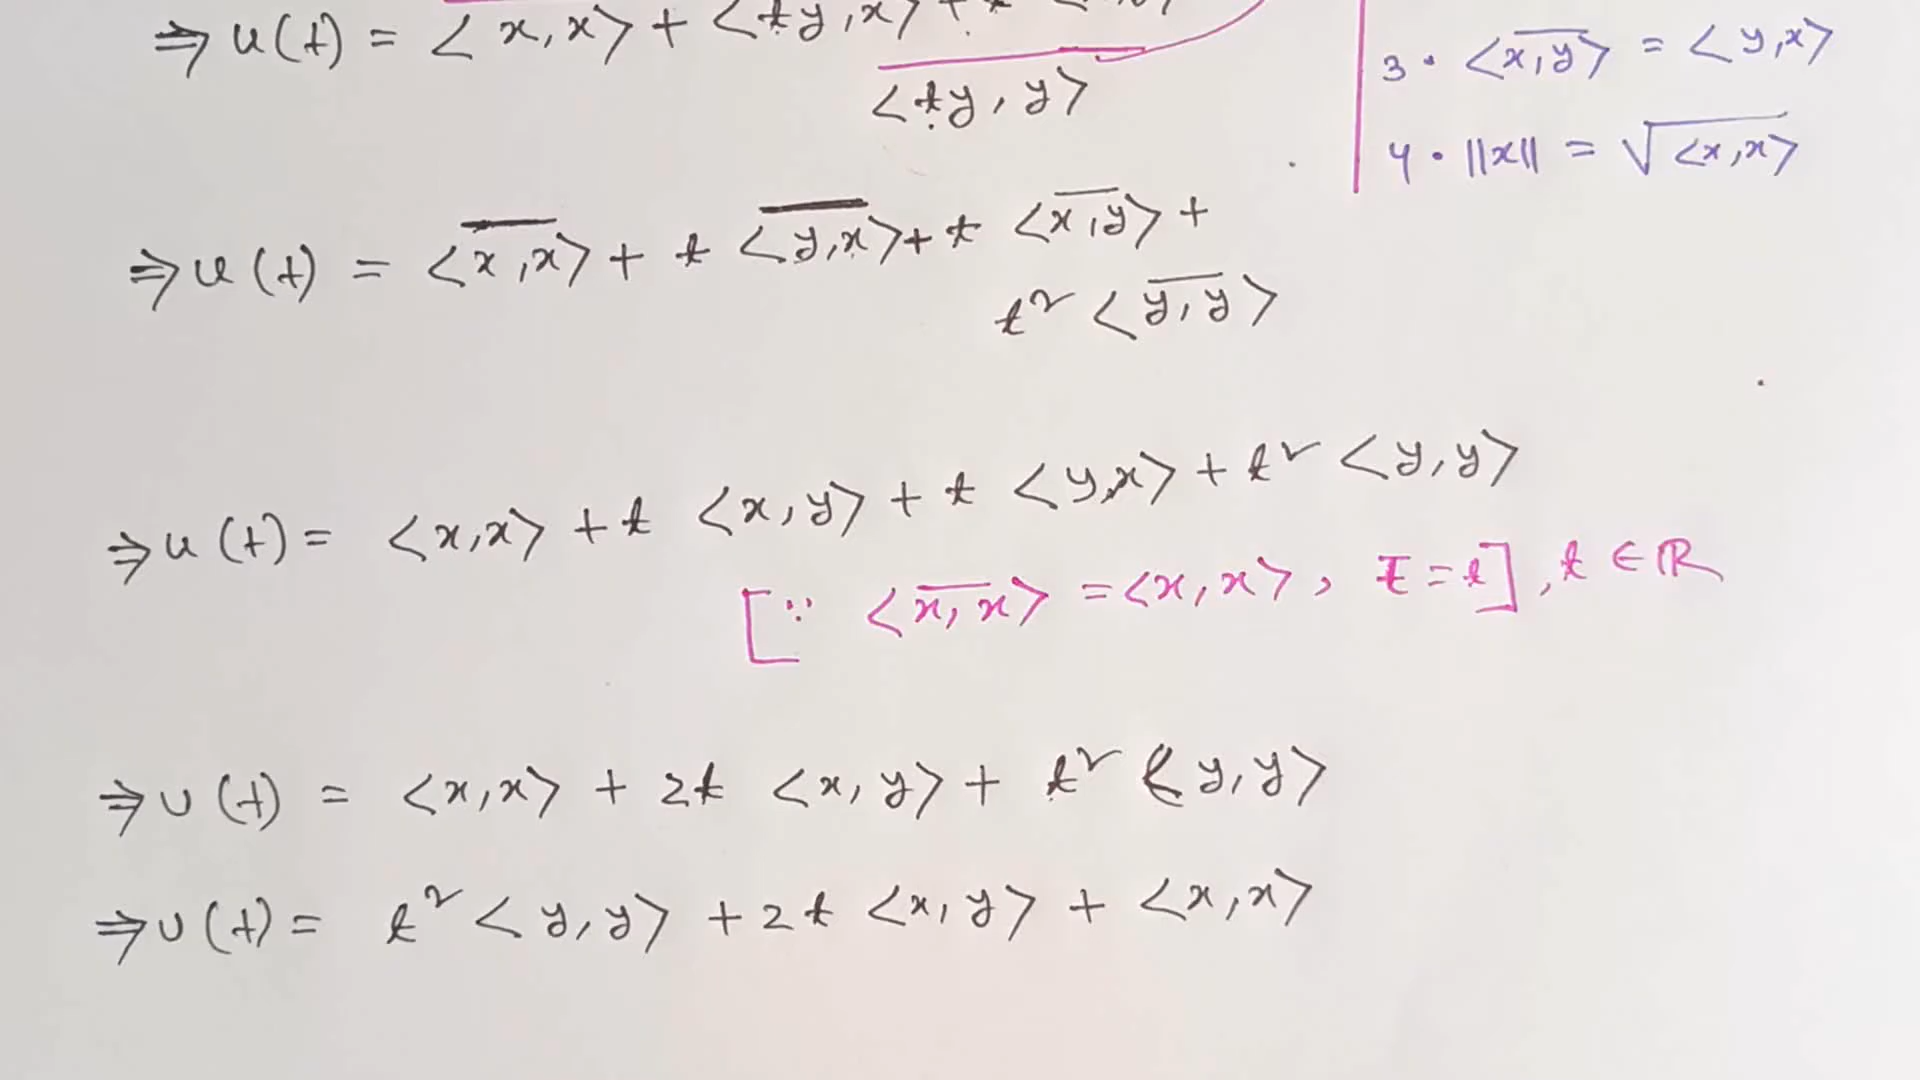 ⇒ u(t) = <x,x> + <ty,x> + t
<ty, y>
3. <x̅,̅y̅> = <y,x>
4. ||x|| = √<x,x>
⇒ u(t) = <x̅,̅x̅> + t <y̅,̅x̅> + t <x̅,̅y̅> +
t² <y̅,̅y̅>
⇒ u(t) = <x,x> + t <x,y> + t <y,x> + t² <y,y>
[∵ <x̅,̅x̅> = <x,x>, t̅ = t], t ∈ ℝ
⇒ u(t) = <x,x> + 2t <x,y> + t² <y,y>
⇒ u(t) = t² <y,y> + 2t <x,y> + <x,x>